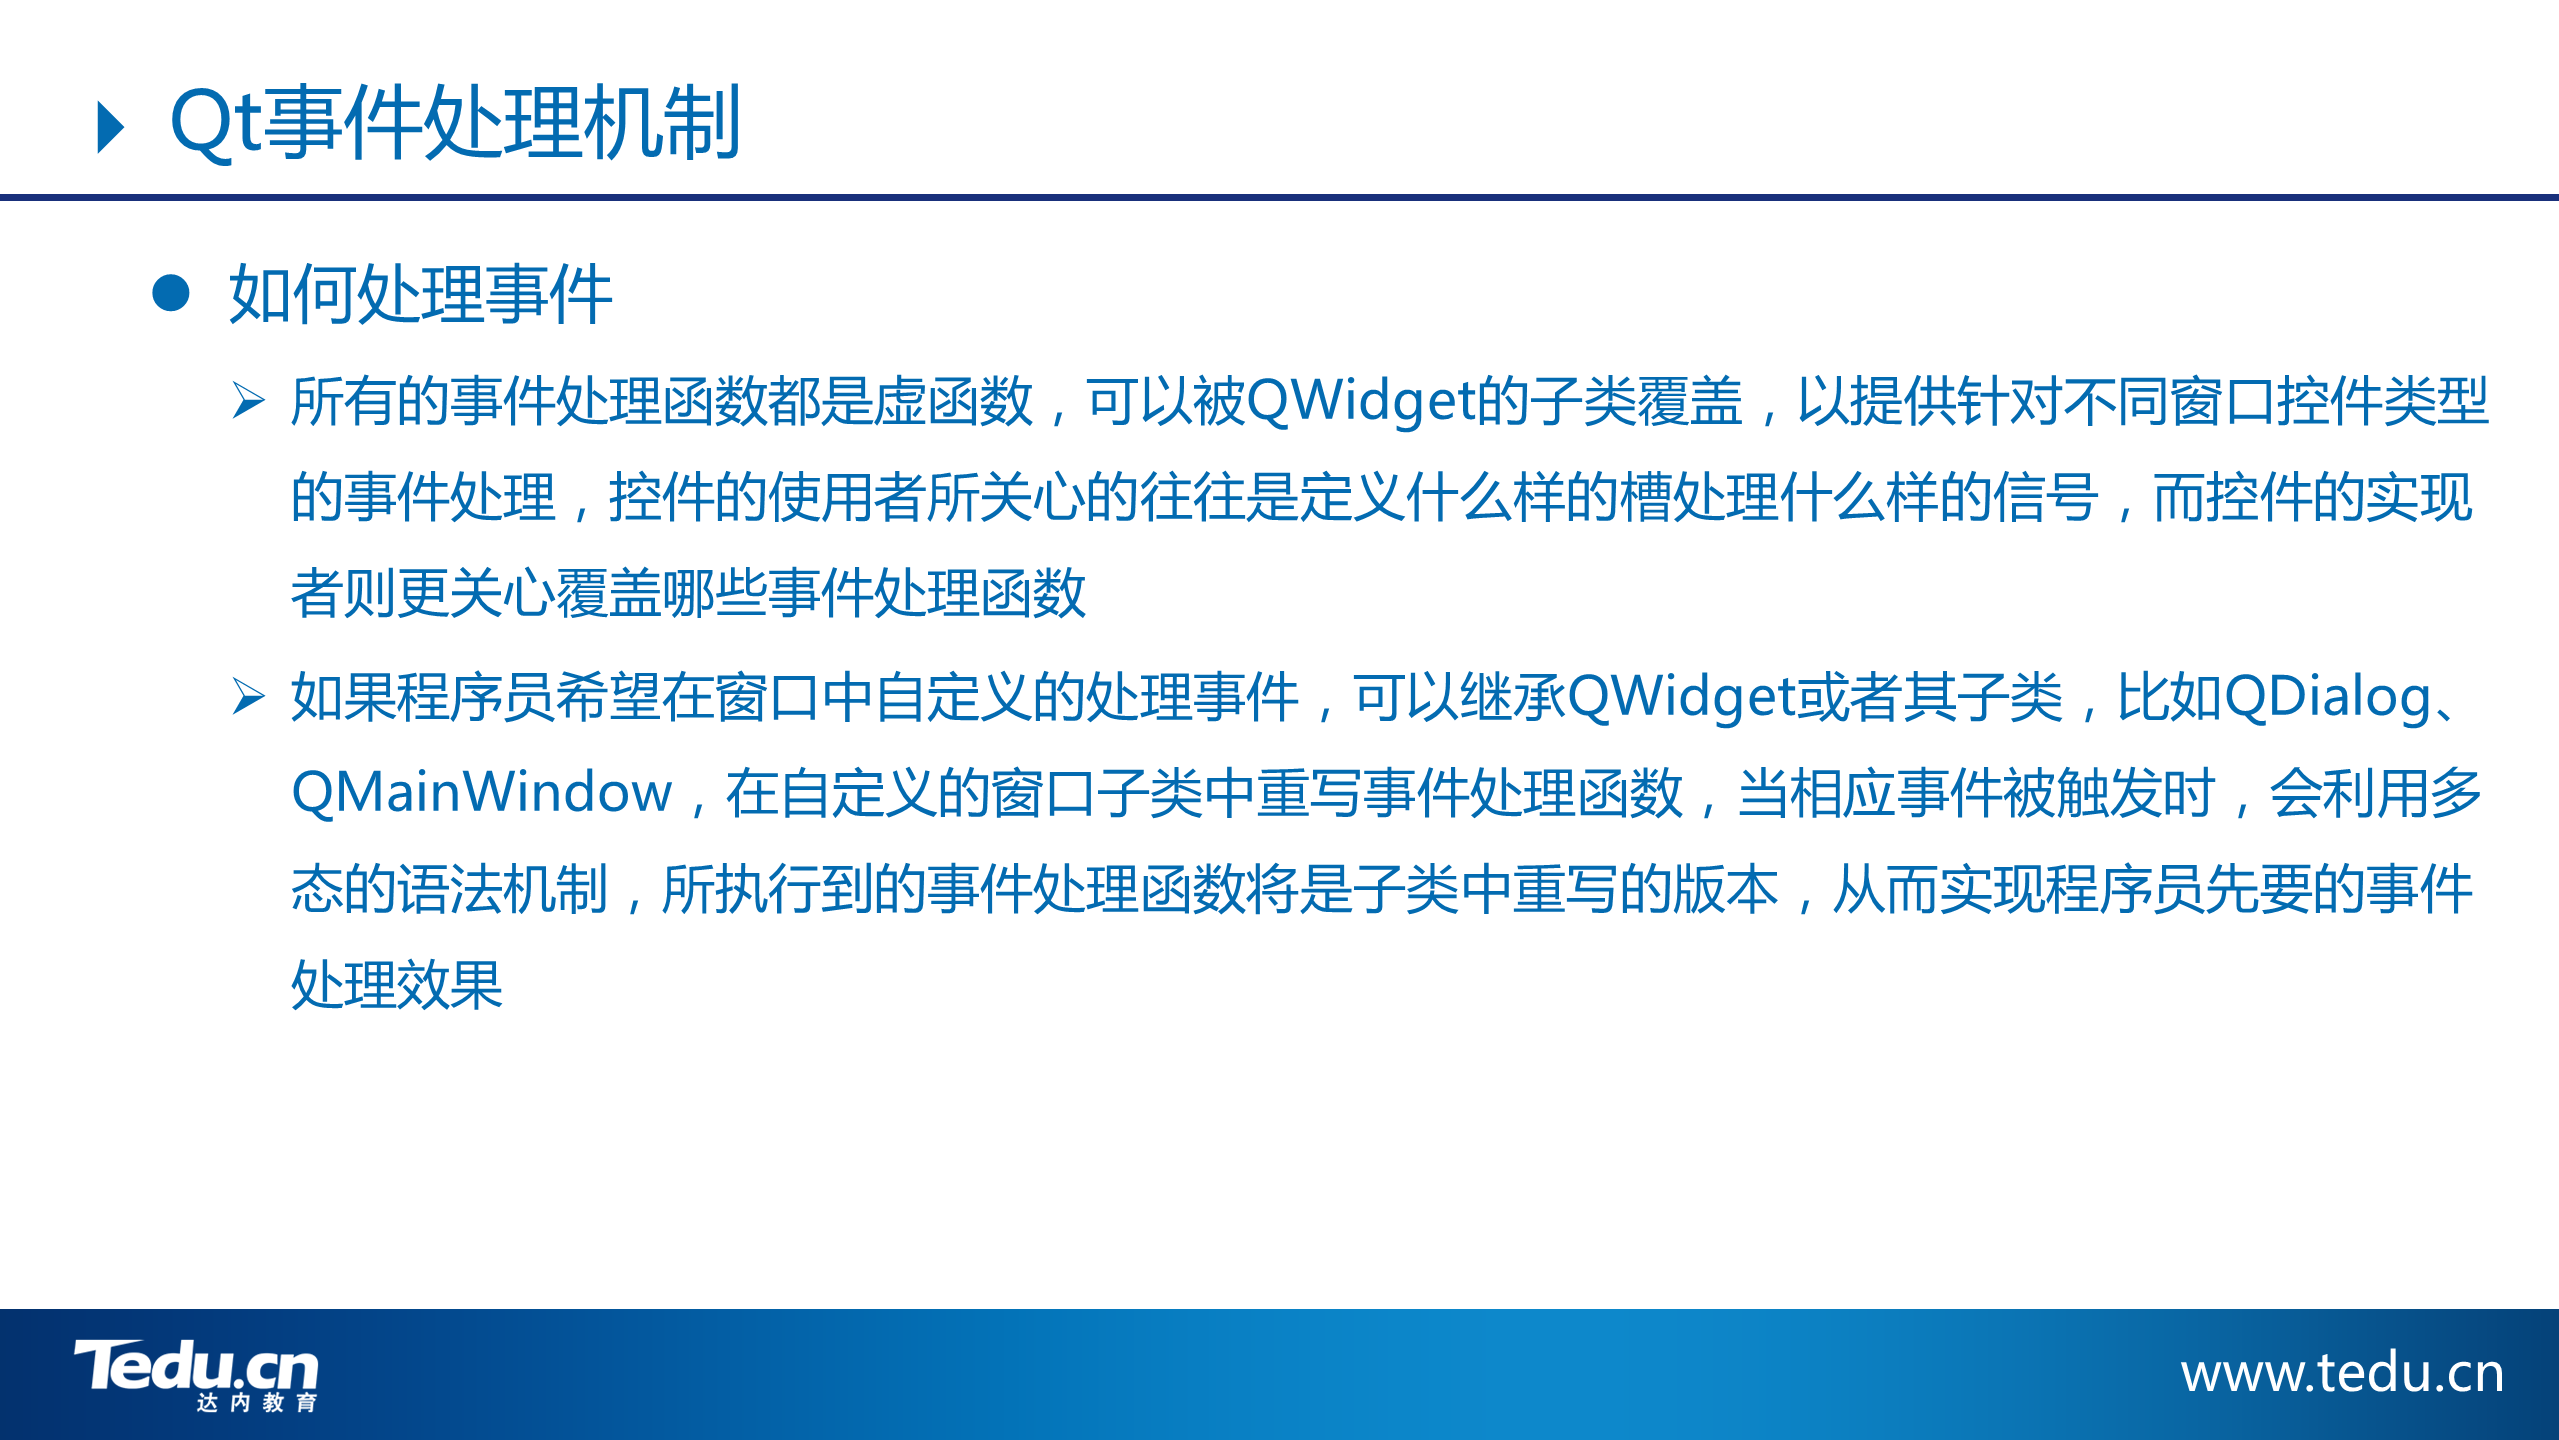 Qt事件处理机制
如何处理事件
所有的事件处理函数都是虚函数，可以被QWidget的子类覆盖，以提供针对不同窗口控件类型
的事件处理，控件的使用者所关心的往往是定义什么样的槽处理什么样的信号，而控件的实现
者则更关心覆盖哪些事件处理函数
如果程序员希望在窗口中自定义的处理事件，可以继承QWidget或者其子类，比如QDialog、
QMainWindow，在自定义的窗口子类中重写事件处理函数，当相应事件被触发时，会利用多
态的语法机制，所执行到的事件处理函数将是子类中重写的版本，从而实现程序员先要的事件
处理效果
Tedu.cn
达内教育
www.tedu.cn